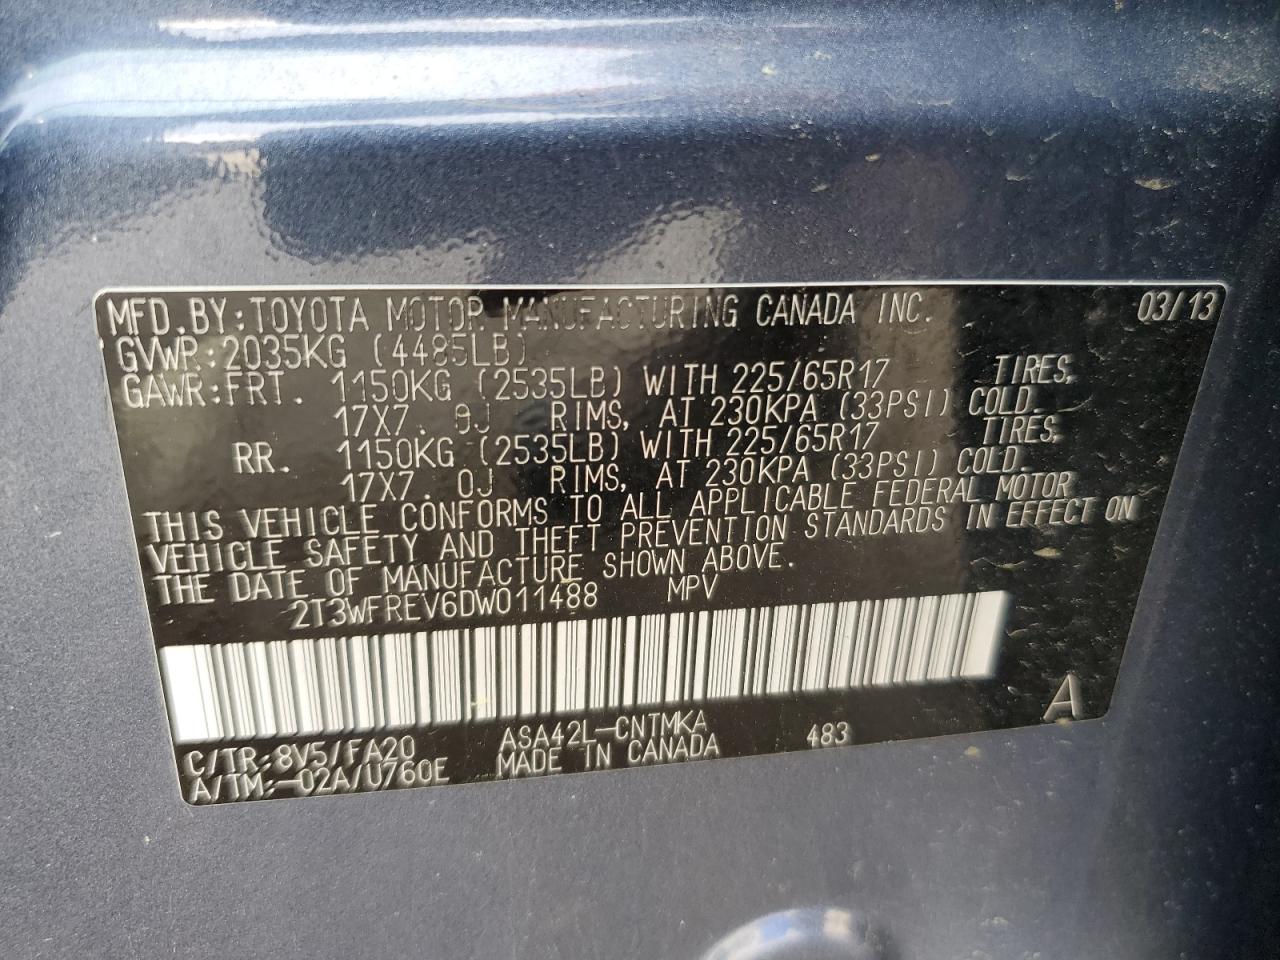 MFD.BY:TOYOTA MOTOR MANUFACTURING CANADA INC. 03/13
GVWR:2035KG (4485LB)
GAWR:FRT. 1150KG (2535LB) WITH 225/65R17 TIRES,
17X7.0J RIMS, AT 230KPA (33PSI) COLD.
RR. 1150KG (2535LB) WITH 225/65R17 TIRES,
17X7.0J RIMS, AT 230KPA (33PSI) COLD.
THIS VEHICLE CONFORMS TO ALL APPLICABLE FEDERAL MOTOR
VEHICLE SAFETY AND THEFT PREVENTION STANDARDS IN EFFECT ON
THE DATE OF MANUFACTURE SHOWN ABOVE.
2T3WFREV6DW011488 MPV
A
C/TR:8V5/FA20 ASA42L-CNTMKA 483
A/TM:-02A/U760E MADE IN CANADA